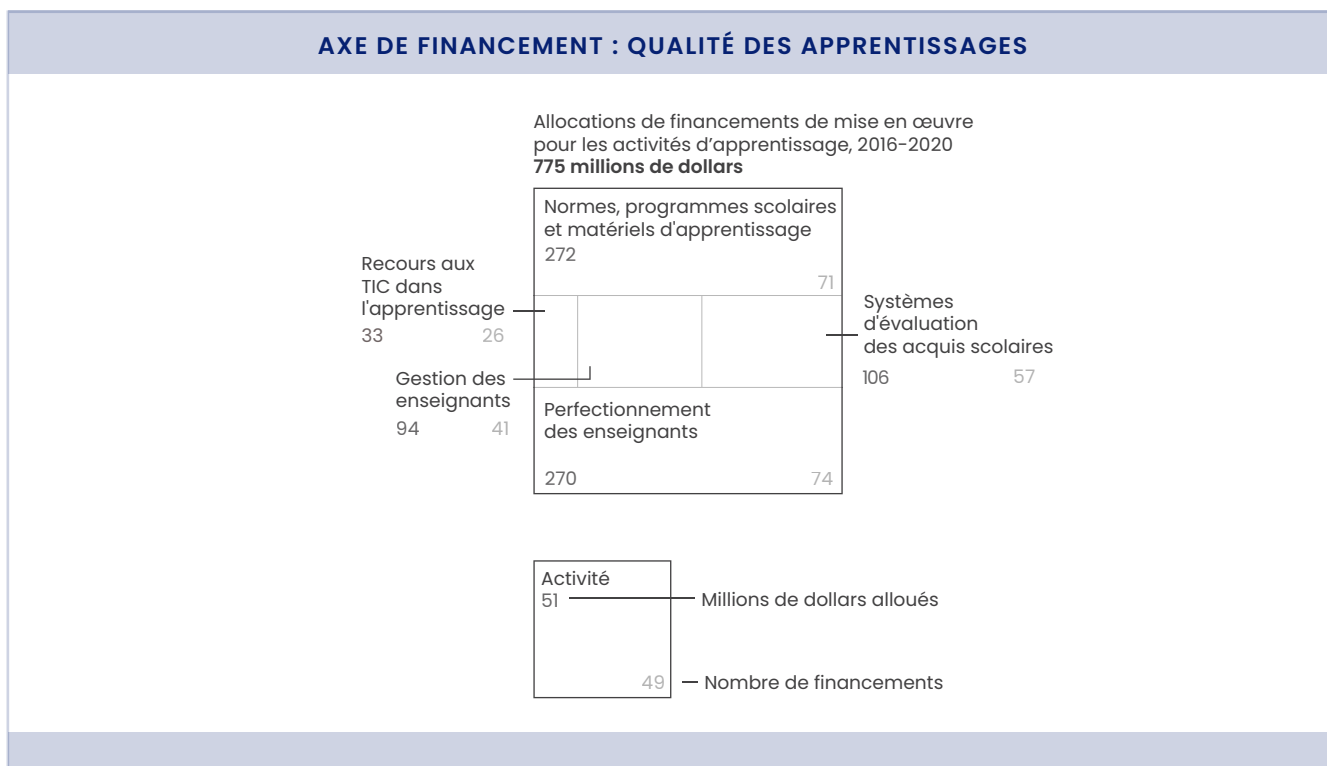 AXE DE FINANCEMENT : QUALITÉ DES APPRENTISSAGES
Allocations de financements de mise en œuvre
pour les activités d'apprentissage, 2016-2020
775 millions de dollars
Normes, programmes scolaires
et matériels d'apprentissage
272
71
Recours aux
TIC dans
l'apprentissage
33 26
Gestion des
enseignants
94 41
Systèmes
d'évaluation
des acquis scolaires
106 57
Perfectionnement
des enseignants
270 74
Activité
51
Millions de dollars alloués
49
Nombre de financements